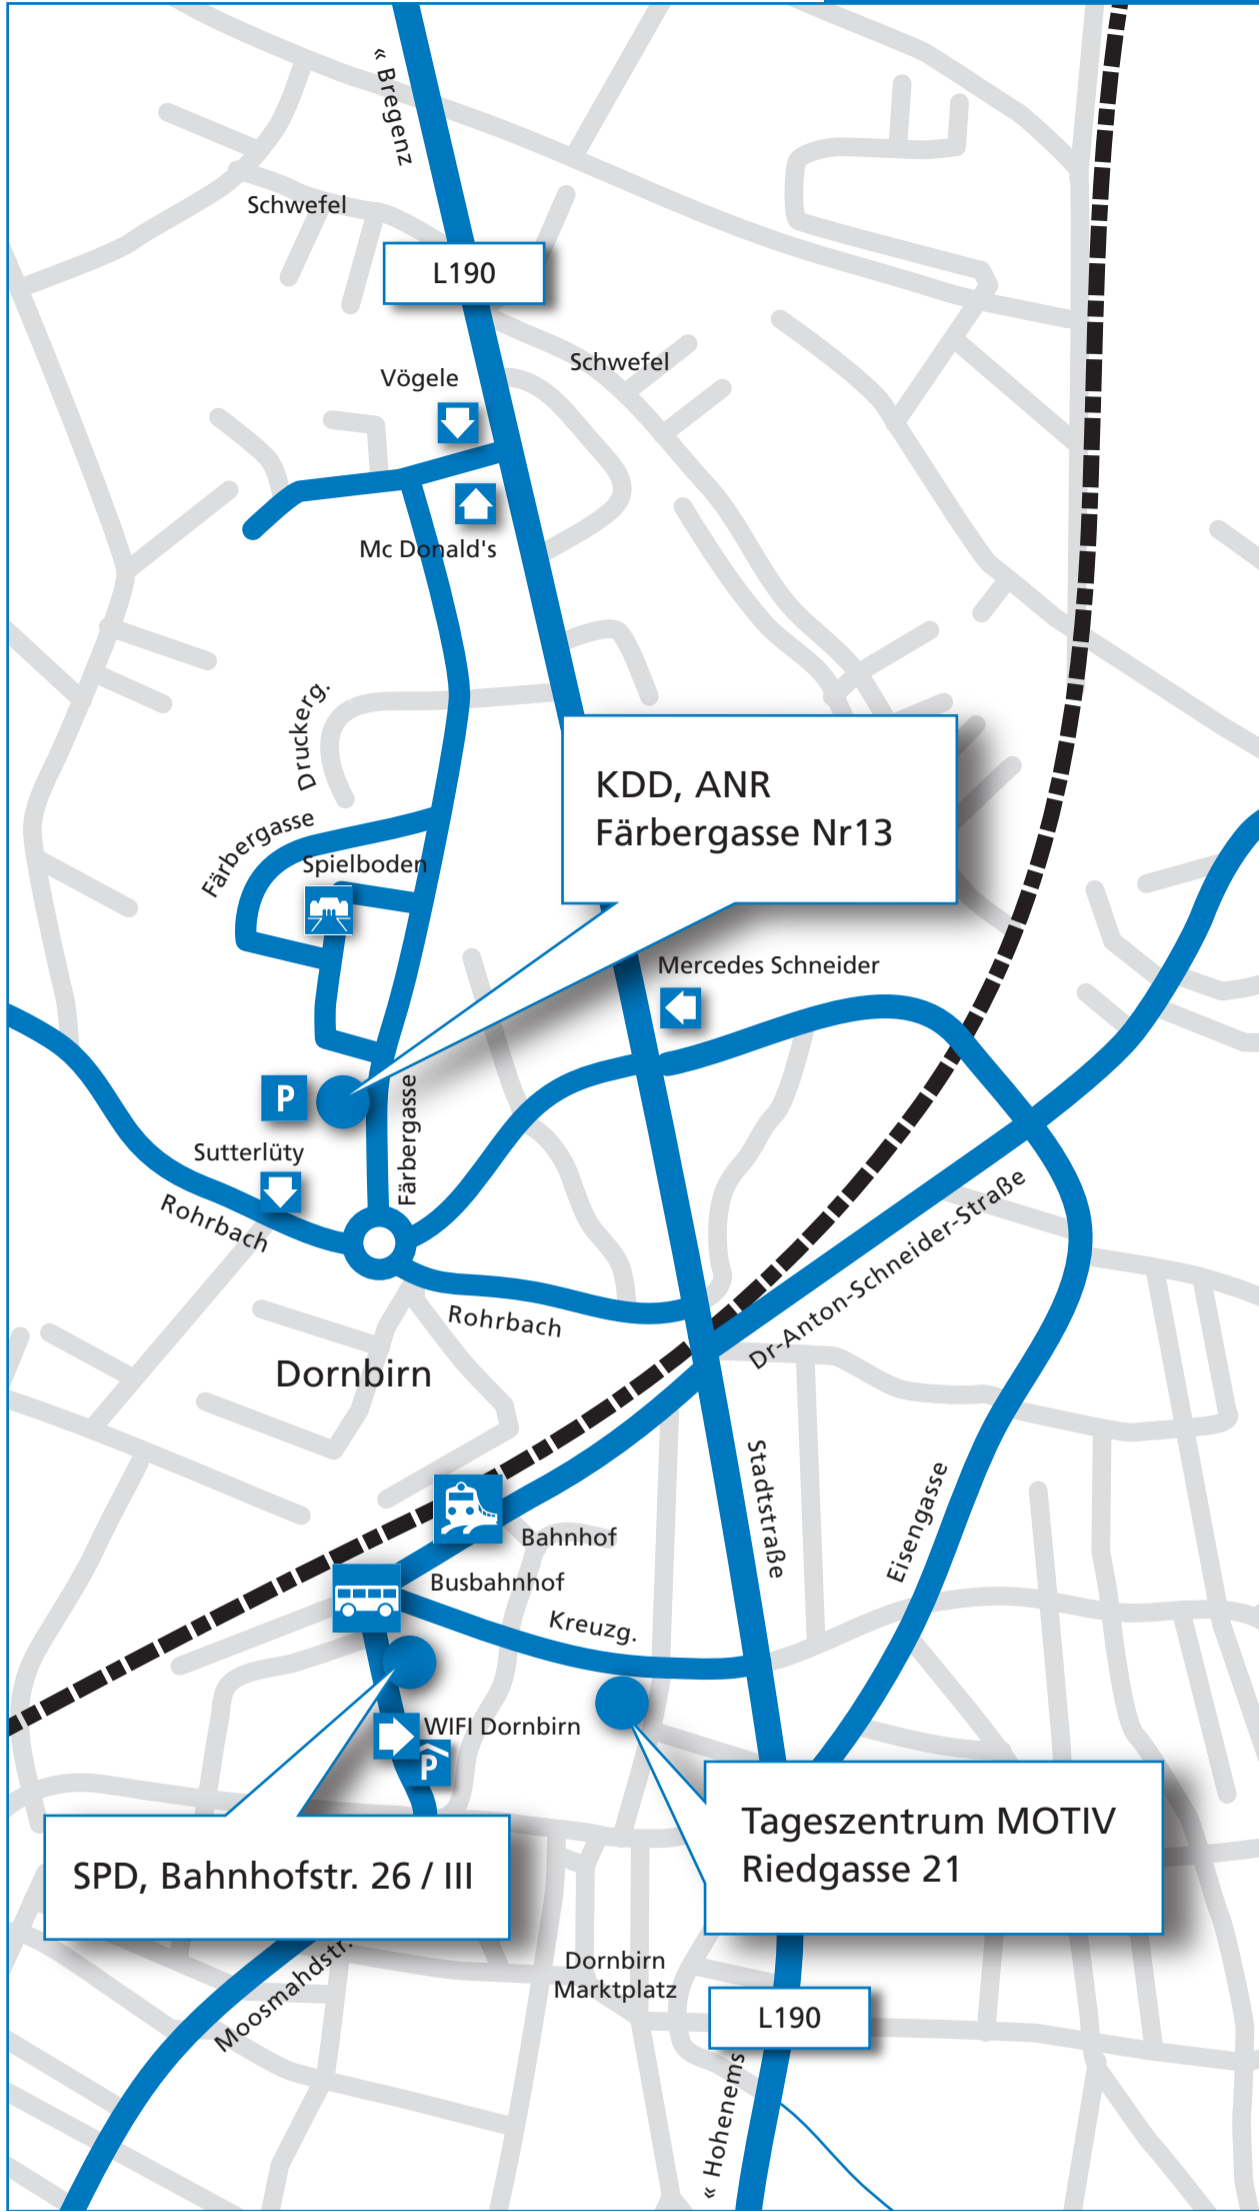 « Bregenz
Schwefel
L190
Schwefel
Vögele
Mc Donald's
Druckerg.
KDD, ANR
Färbergasse Nr13
Färbergasse
Spielboden
Mercedes Schneider
P
Färbergasse
Sutterlüty
Rohrbach
Rohrbach
Dr-Anton-Schneider-Straße
Dornbirn
Stadtstraße
Eisengasse
Bahnhof
Busbahnhof
Kreuzg.
WIFI Dornbirn
P
Tageszentrum MOTIV
Riedgasse 21
SPD, Bahnhofstr. 26 / III
Moosmahdstr.
Dornbirn
Marktplatz
L190
« Hohenems